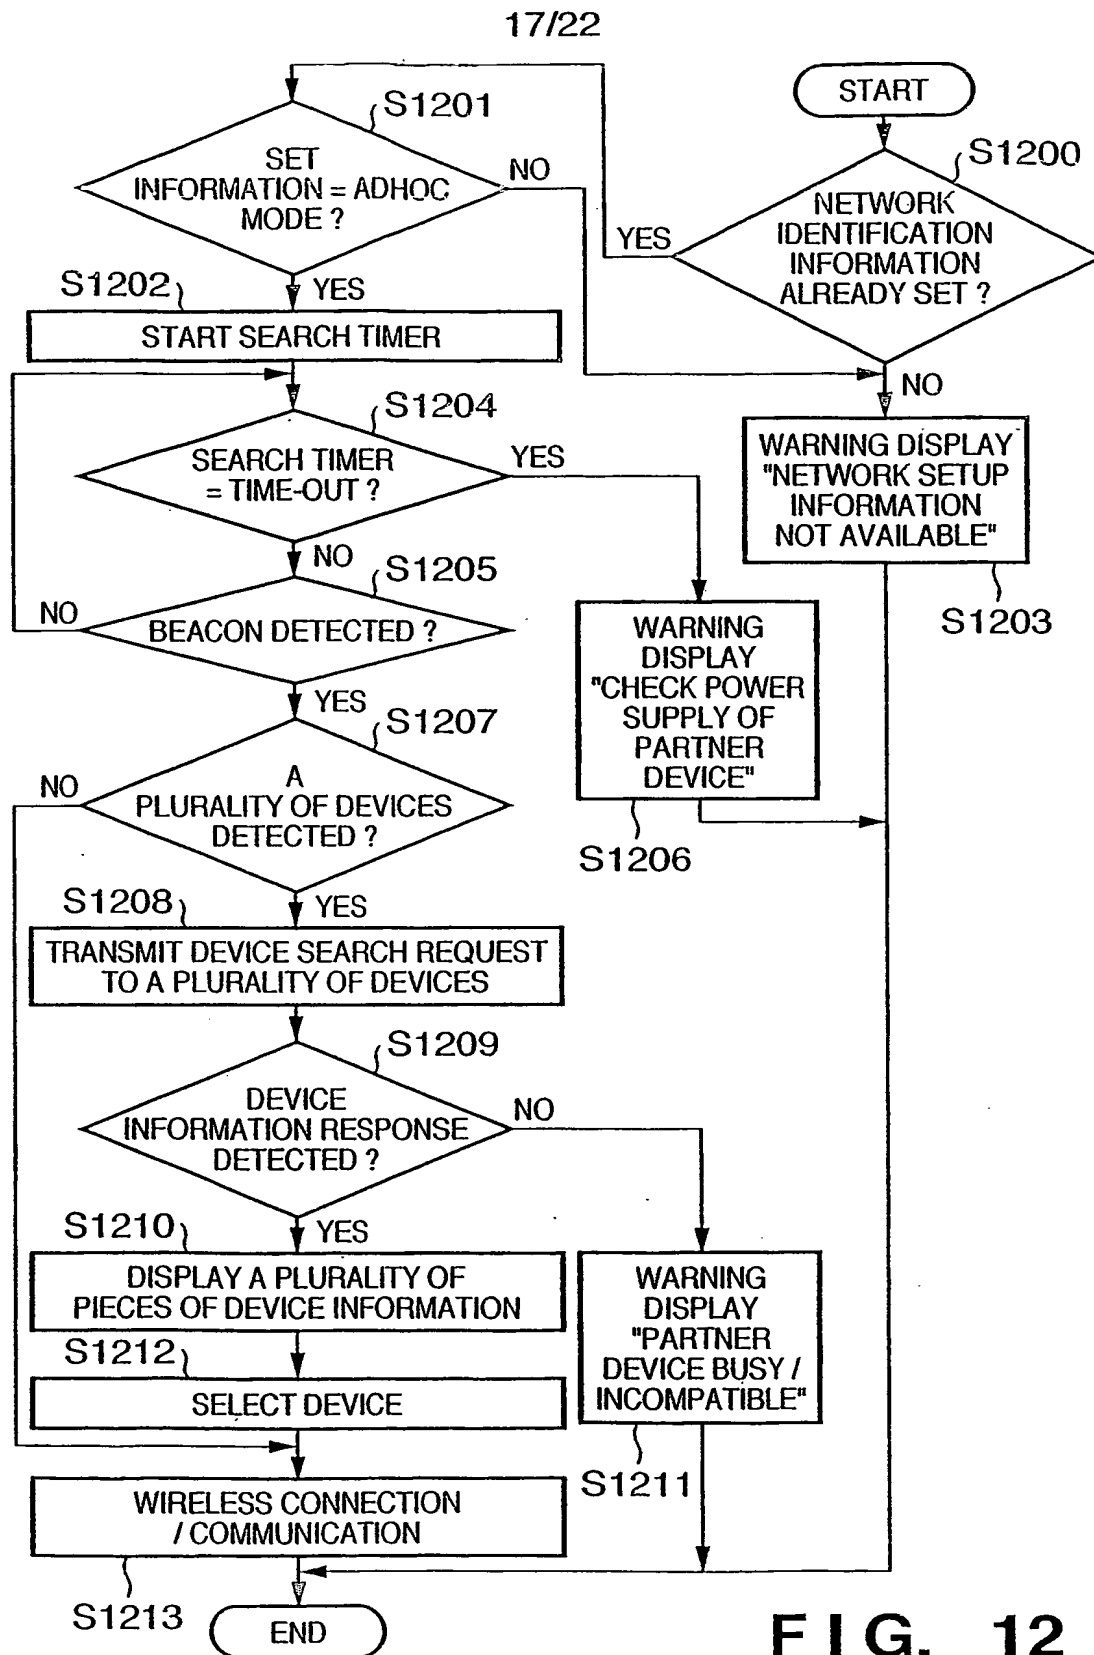 17/22
START
S1200
NETWORK
IDENTIFICATION
INFORMATION
ALREADY SET ?
YES
NO
S1201
SET
INFORMATION = ADHOC
MODE ?
NO
YES
S1202
START SEARCH TIMER
WARNING DISPLAY
"NETWORK SETUP
INFORMATION
NOT AVAILABLE"
S1203
S1204
SEARCH TIMER
= TIME-OUT ?
YES
NO
S1205
BEACON DETECTED ?
NO
YES
WARNING
DISPLAY
"CHECK POWER
SUPPLY OF
PARTNER
DEVICE"
S1206
S1207
A
PLURALITY OF DEVICES
DETECTED ?
NO
YES
S1208
TRANSMIT DEVICE SEARCH REQUEST
TO A PLURALITY OF DEVICES
S1209
DEVICE
INFORMATION RESPONSE
DETECTED ?
NO
YES
S1210
DISPLAY A PLURALITY OF
PIECES OF DEVICE INFORMATION
WARNING
DISPLAY
"PARTNER
DEVICE BUSY /
INCOMPATIBLE"
S1211
S1212
SELECT DEVICE
WIRELESS CONNECTION
/ COMMUNICATION
S1213
END
FIG. 12